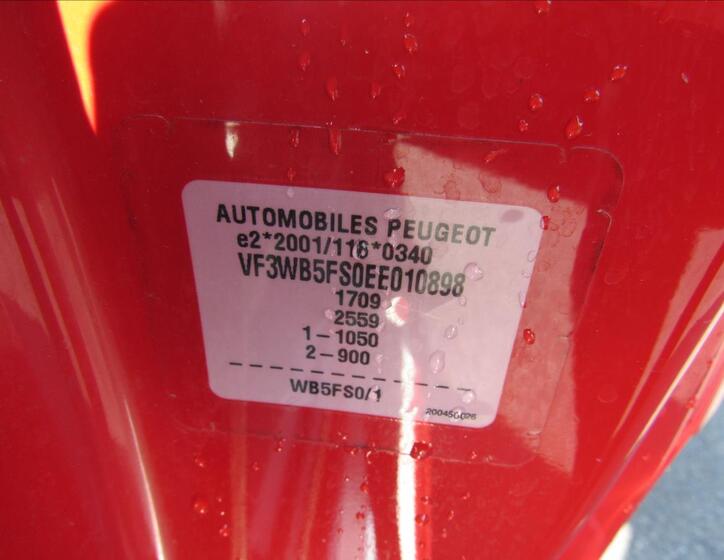 AUTOMOBILES PEUGEOT
e2*2001/116*0340
VF3WB5FS0EE010898
1709
2559
1-1050
2-900
WB5FS0/1
200450026